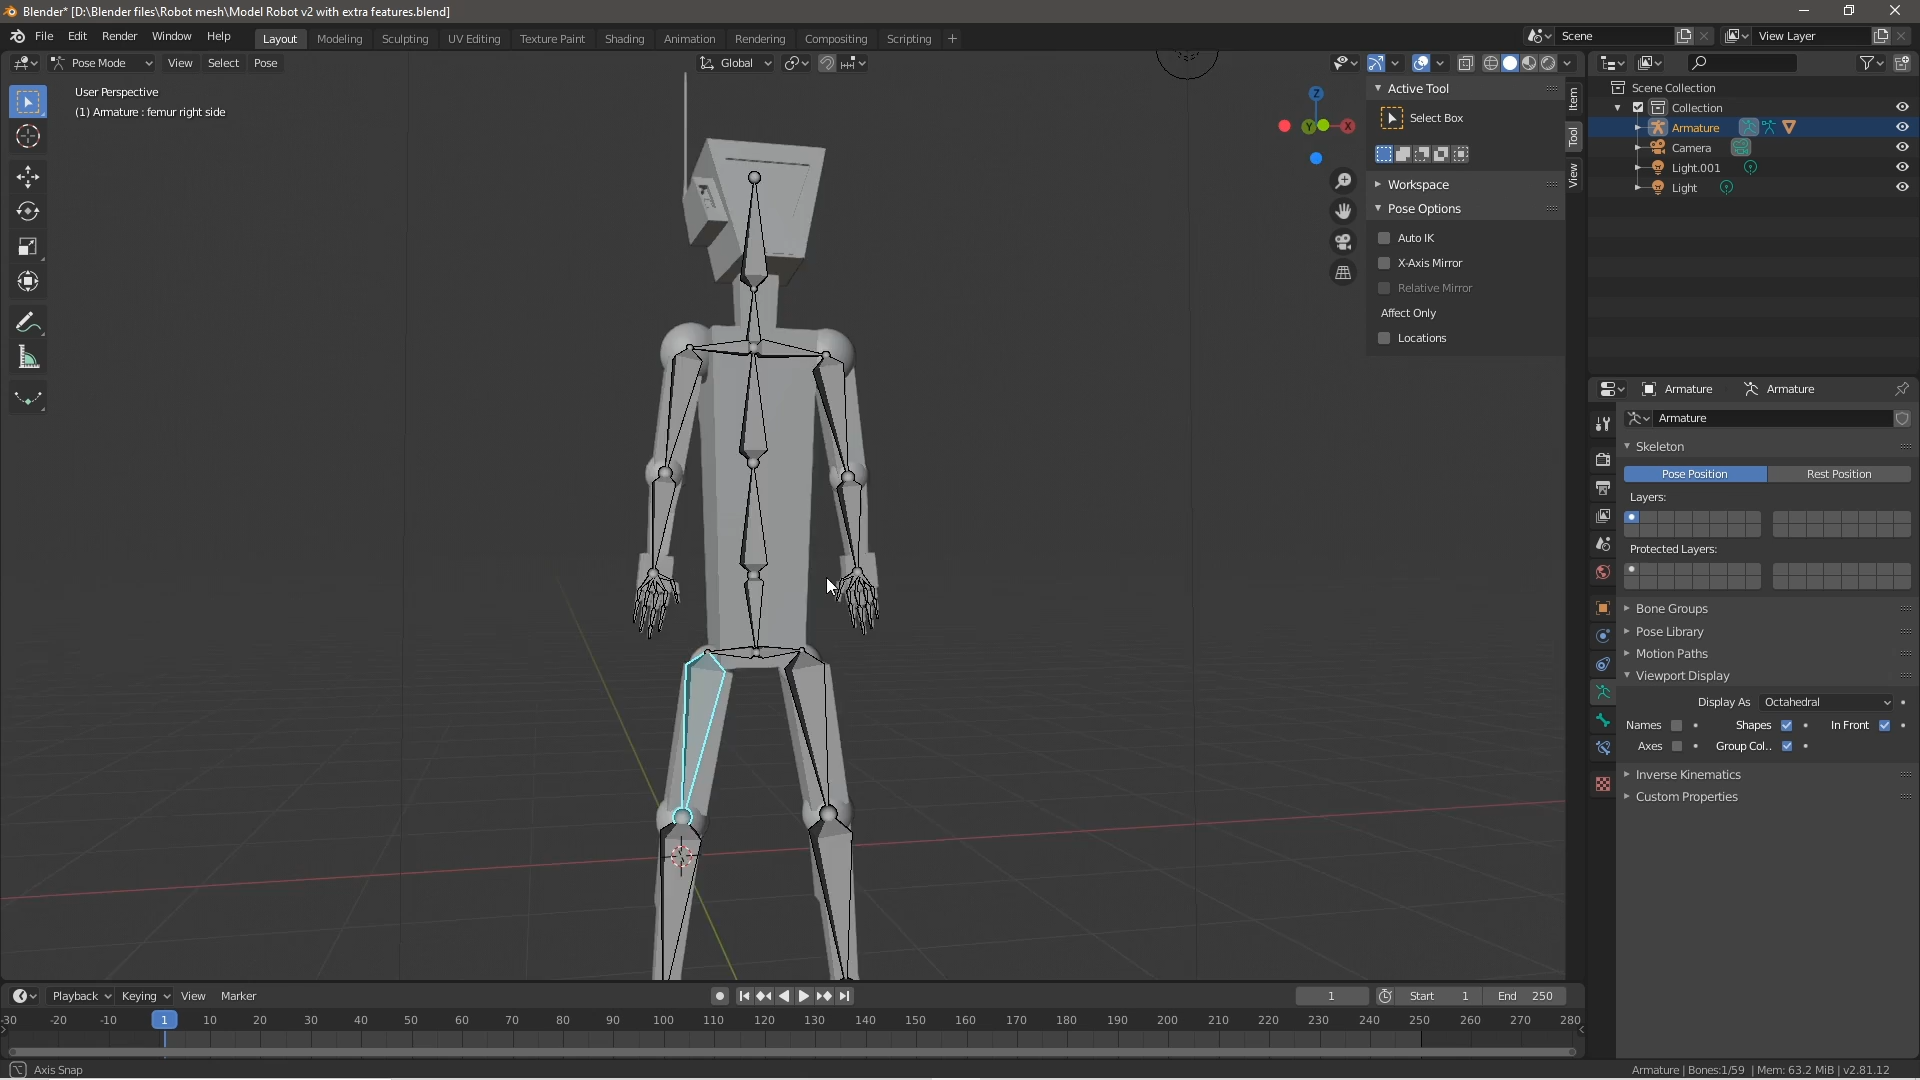 Blender* [D:\Blender files\Robot mesh\Model Robot v2 with extra features.blend]
File Edit Render Window Help Layout Modeling Sculpting UV Editing Texture Paint Shading Animation Rendering Compositing Scripting + Scene View Layer
Pose Mode View Select Pose Global
User Perspective
(1) Armature : femur right side
Z
Y
X
Active Tool
Select Box
Workspace
Pose Options
Auto IK
X-Axis Mirror
Relative Mirror
Affect Only
Locations
Item
Tool
View
Scene Collection
Collection
Armature
Camera
Light.001
Light
Armature Armature
Armature
Skeleton
Pose Position Rest Position
Layers:
Protected Layers:
Bone Groups
Pose Library
Motion Paths
Viewport Display
Display As Octahedral
Names Shapes In Front
Axes Group Col..
Inverse Kinematics
Custom Properties
Playback Keying View Marker 1 Start 1 End 250
-30 -20 -10 1 10 20 30 40 50 60 70 80 90 100 110 120 130 140 150 160 170 180 190 200 210 220 230 240 250 260 270 280
Axis Snap
Armature | Bones:1/59 | Mem: 63.2 MiB | v2.81.12